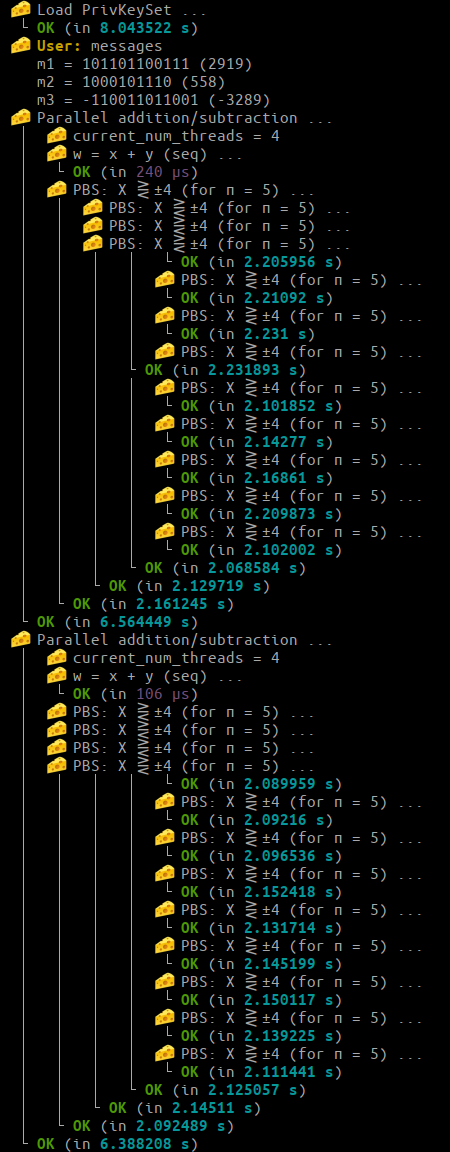 Load PrivKeySet ...
OK (in 8.043522 s)
User: messages
m1 = 101101100111 (2919)
m2 = 1000101110 (558)
m3 = -110011011001 (-3289)
Parallel addition/subtraction ...
current_num_threads = 4
w = x + y (seq) ...
OK (in 240 µs)
PBS: X ⋛ ±4 (for π = 5) ...
PBS: X ⋛ ±4 (for π = 5) ...
PBS: X ⋛ ±4 (for π = 5) ...
PBS: X ⋛ ±4 (for π = 5) ...
OK (in 2.205956 s)
PBS: X ⋛ ±4 (for π = 5) ...
OK (in 2.21092 s)
PBS: X ⋛ ±4 (for π = 5) ...
OK (in 2.231 s)
PBS: X ⋛ ±4 (for π = 5) ...
OK (in 2.231893 s)
PBS: X ⋛ ±4 (for π = 5) ...
OK (in 2.101852 s)
PBS: X ⋛ ±4 (for π = 5) ...
OK (in 2.14277 s)
PBS: X ⋛ ±4 (for π = 5) ...
OK (in 2.16861 s)
PBS: X ⋛ ±4 (for π = 5) ...
OK (in 2.209873 s)
PBS: X ⋛ ±4 (for π = 5) ...
OK (in 2.102002 s)
OK (in 2.068584 s)
OK (in 2.129719 s)
OK (in 2.161245 s)
OK (in 6.564449 s)
Parallel addition/subtraction ...
current_num_threads = 4
w = x + y (seq) ...
OK (in 106 µs)
PBS: X ⋛ ±4 (for π = 5) ...
PBS: X ⋛ ±4 (for π = 5) ...
PBS: X ⋛ ±4 (for π = 5) ...
PBS: X ⋛ ±4 (for π = 5) ...
OK (in 2.089959 s)
PBS: X ⋛ ±4 (for π = 5) ...
OK (in 2.09216 s)
PBS: X ⋛ ±4 (for π = 5) ...
OK (in 2.096536 s)
PBS: X ⋛ ±4 (for π = 5) ...
OK (in 2.152418 s)
PBS: X ⋛ ±4 (for π = 5) ...
OK (in 2.131714 s)
PBS: X ⋛ ±4 (for π = 5) ...
OK (in 2.145199 s)
PBS: X ⋛ ±4 (for π = 5) ...
OK (in 2.150117 s)
PBS: X ⋛ ±4 (for π = 5) ...
OK (in 2.139225 s)
PBS: X ⋛ ±4 (for π = 5) ...
OK (in 2.111441 s)
OK (in 2.125057 s)
OK (in 2.14511 s)
OK (in 2.092489 s)
OK (in 6.388208 s)